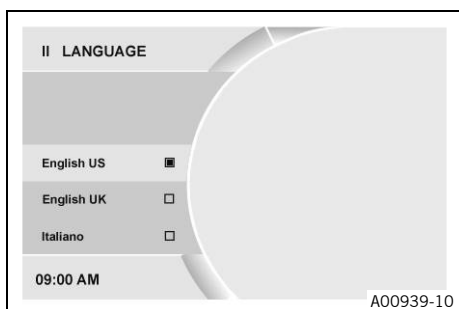 II LANGUAGE
English US
English UK
Italiano
09:00 AM
A00939-10